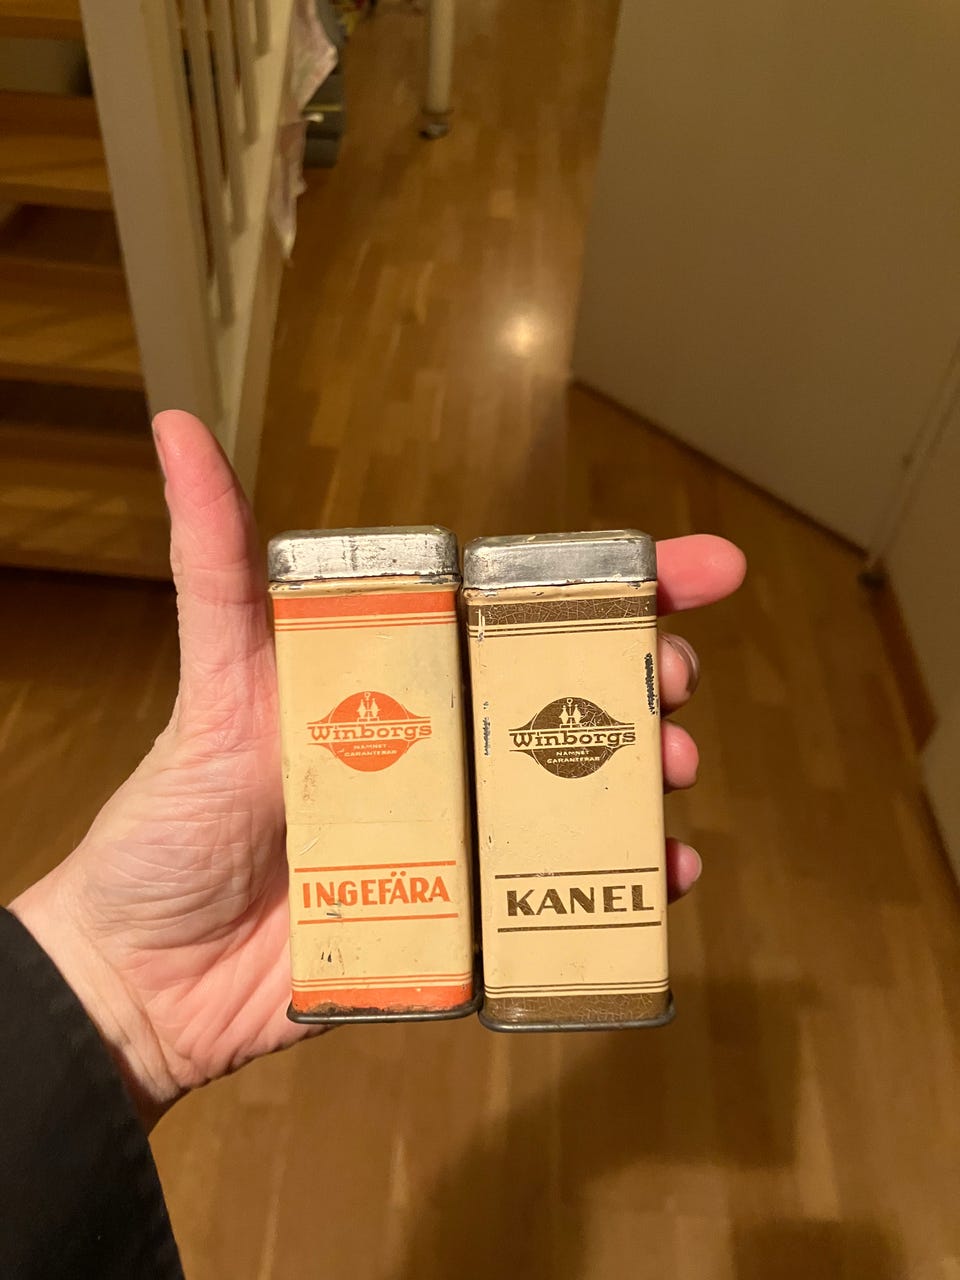 Winborgs
NAMNET
GARANTERAR
INGEFÄRA
Winborgs
NAMNET
GARANTERAR
KANEL